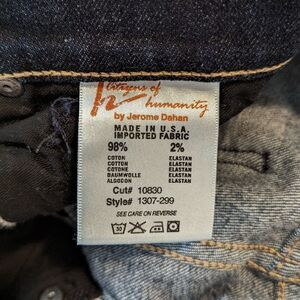 Citizens of
humanity
by Jerome Dahan
MADE IN U.S.A.
IMPORTED FABRIC
98% 2%
COTON ELASTAN
COTTON ELASTAN
COTONE ELASTAN
BAUMWOLLE ELASTAN
ALGODON ELASTAN
Cut# 10830
Style# 1307-299
SEE CARE ON REVERSE
30